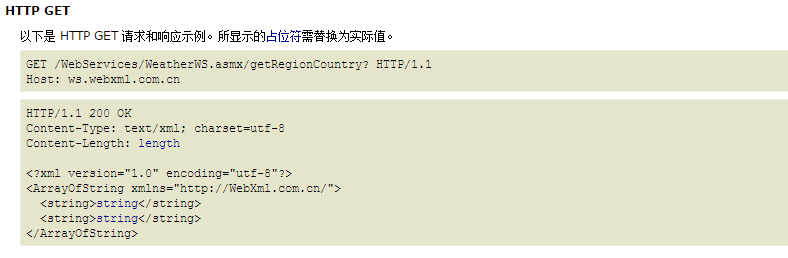 HTTP GET
以下是 HTTP GET 请求和响应示例。所显示的占位符需替换为实际值。
GET /WebServices/WeatherWS.asmx/getRegionCountry? HTTP/1.1
Host: ws.webxml.com.cn
HTTP/1.1 200 OK
Content-Type: text/xml; charset=utf-8
Content-Length: length
<?xml version="1.0" encoding="utf-8"?>
<ArrayOfString xmlns="http://WebXml.com.cn/">
  <string>string</string>
  <string>string</string>
</ArrayOfString>